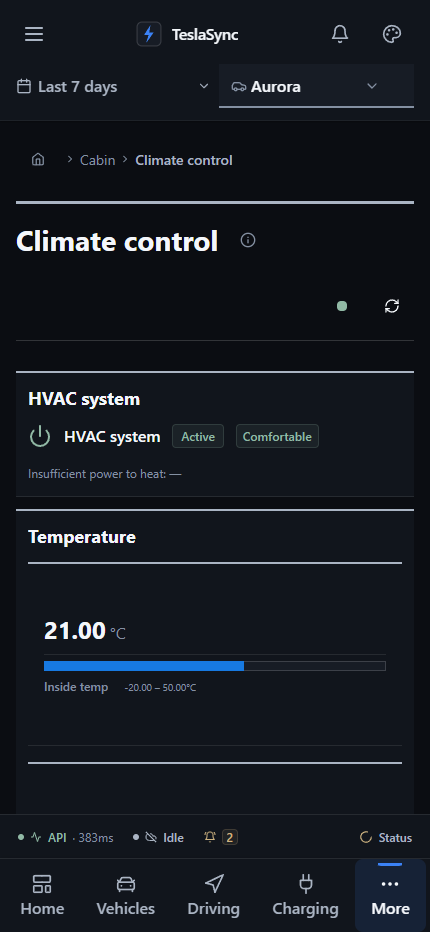 TeslaSync
Last 7 days
Aurora
Cabin
Climate control
Climate control
HVAC system
HVAC system
Active
Comfortable
Insufficient power to heat: —
Temperature
21.00 °C
Inside temp
-20.00 – 50.00°C
API · 383ms
Idle
2
Status
Home
Vehicles
Driving
Charging
More